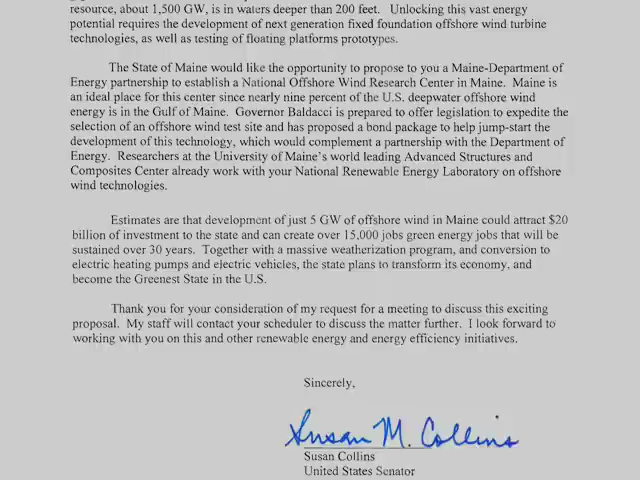 resource, about 1,500 GW, is in waters deeper than 200 feet. Unlocking this vast energy
potential requires the development of next generation fixed foundation offshore wind turbine
technologies, as well as testing of floating platforms prototypes.
The State of Maine would like the opportunity to propose to you a Maine-Department of
Energy partnership to establish a National Offshore Wind Research Center in Maine. Maine is
an ideal place for this center since nearly nine percent of the U.S. deepwater offshore wind
energy is in the Gulf of Maine. Governor Baldacci is prepared to offer legislation to expedite the
selection of an offshore wind test site and has proposed a bond package to help jump-start the
development of this technology, which would complement a partnership with the Department of
Energy. Researchers at the University of Maine's world leading Advanced Structures and
Composites Center already work with your National Renewable Energy Laboratory on offshore
wind technologies.
Estimates are that development of just 5 GW of offshore wind in Maine could attract $20
billion of investment to the state and can create over 15,000 jobs green energy jobs that will be
sustained over 30 years. Together with a massive weatherization program, and conversion to
electric heating pumps and electric vehicles, the state plans to transform its economy, and
become the Greenest State in the U.S.
Thank you for your consideration of my request for a meeting to discuss this exciting
proposal. My staff will contact your scheduler to discuss the matter further. I look forward to
working with you on this and other renewable energy and energy efficiency initiatives.
Sincerely,
Susan M. Collins
Susan Collins
United States Senator